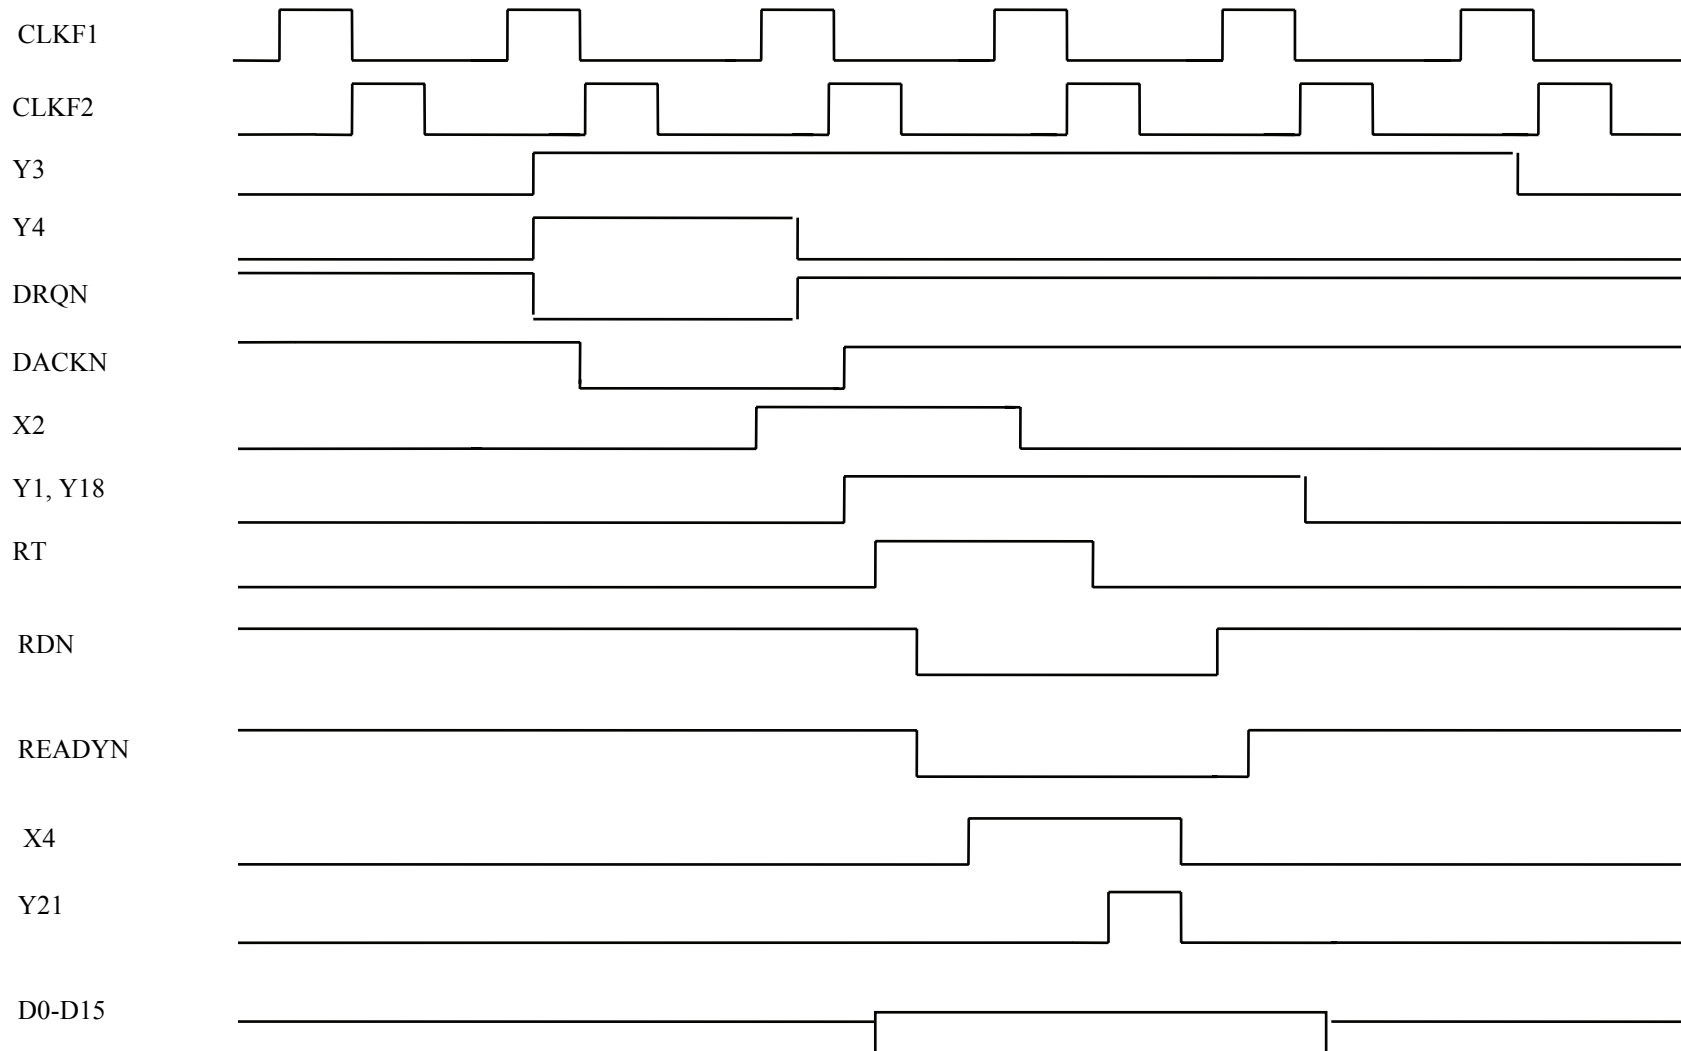 CLKF1
CLKF2
Y3
Y4
DRQN
DACKN
X2
Y1, Y18
RT
RDN
READYN
X4
Y21
D0-D15